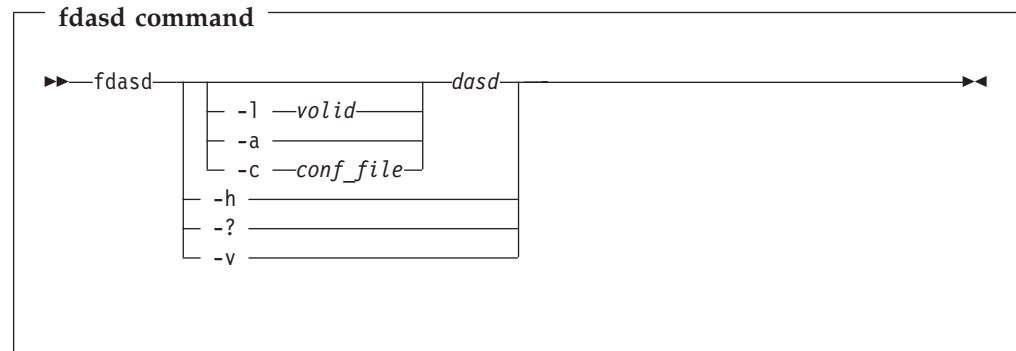 fdasd command
fdasd dasd
-l volid
-a
-c conf_file
-h
-?
-v